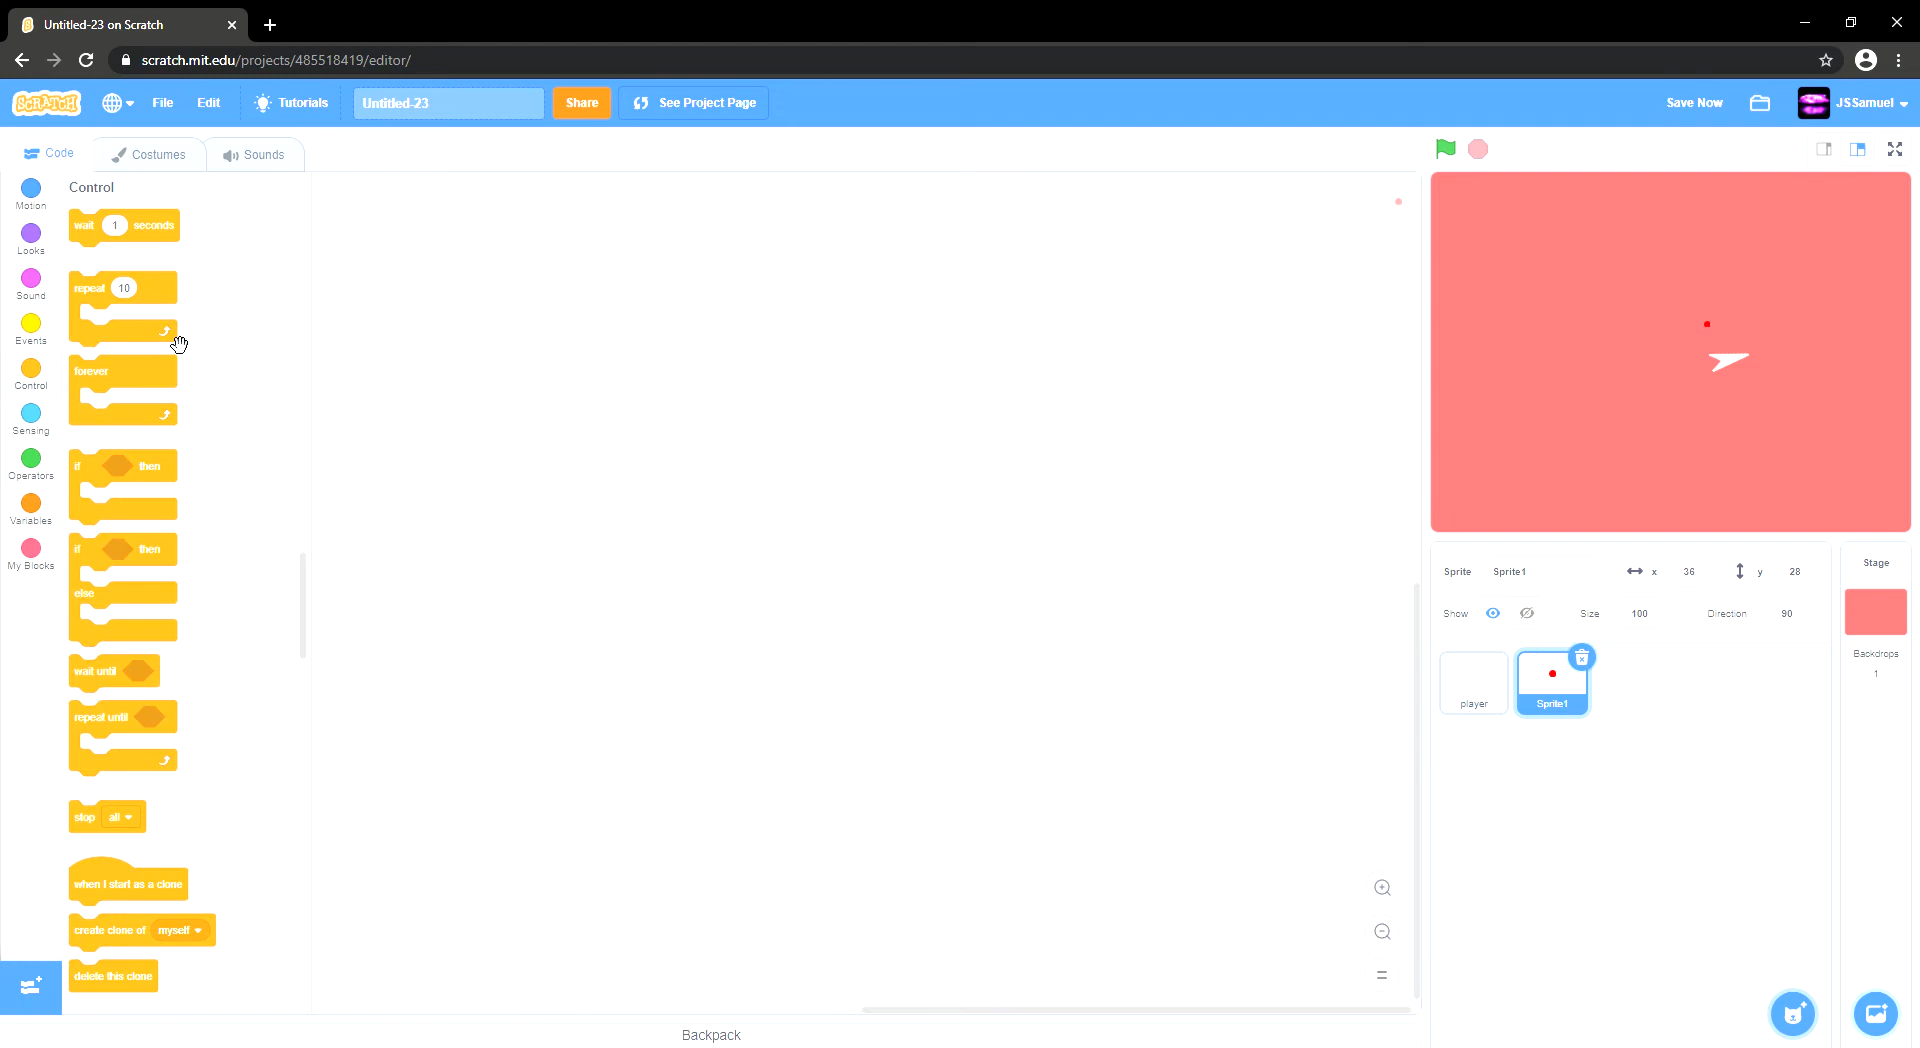 Untitled-23 on Scratch
scratch.mit.edu/projects/485518419/editor/
SCRATCH File Edit Tutorials Untitled-23 Share See Project Page Save Now JSSamuel
Code Costumes Sounds
Motion
Looks
Sound
Events
Control
Sensing
Operators
Variables
My Blocks
Control
wait 1 seconds
repeat 10
forever
if then
if then
else
wait until
repeat until
stop all
when I start as a clone
create clone of myself
delete this clone
Backpack
Sprite Sprite1 x 36 y 28
Show Size 100 Direction 90
player
Sprite1
Stage
Backdrops
1